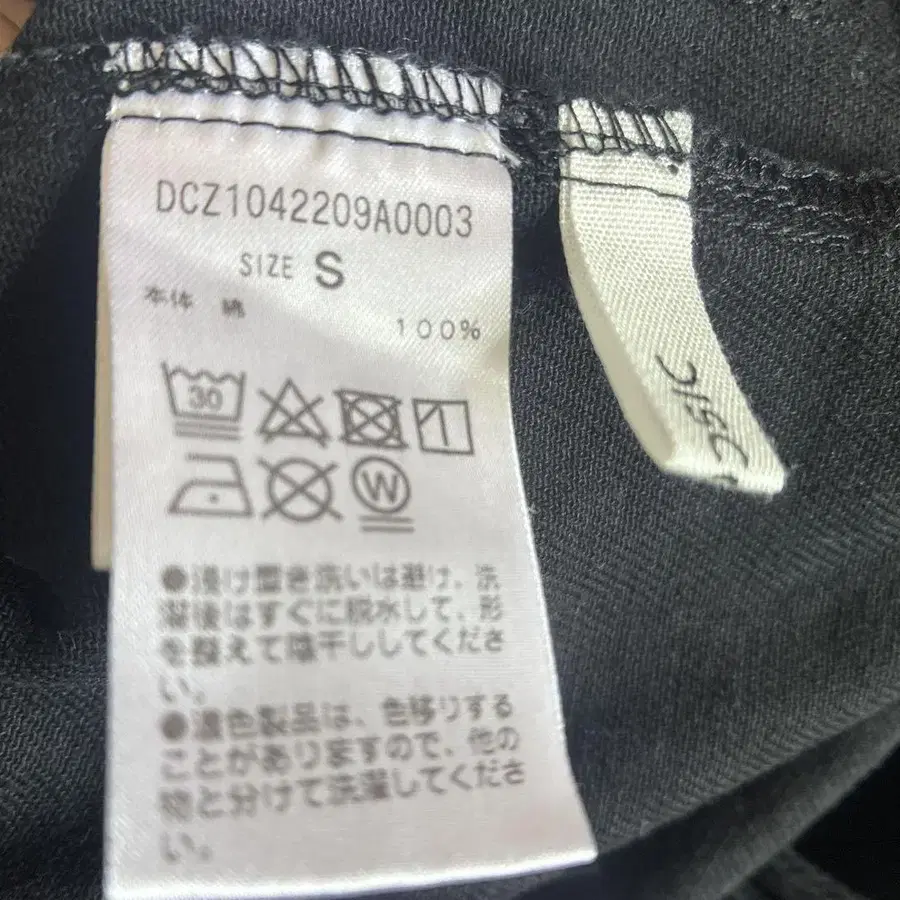 DCZ1042209A0003
SIZE S
本体 綿
100%
30
W
●浸け置き洗いは避け、洗
濯後はすぐに脱水して、形
を整えて陰干ししてくださ
い。
●濃色製品は、色移りする
ことがありますので、他の
物と分けて洗濯してくださ
い。